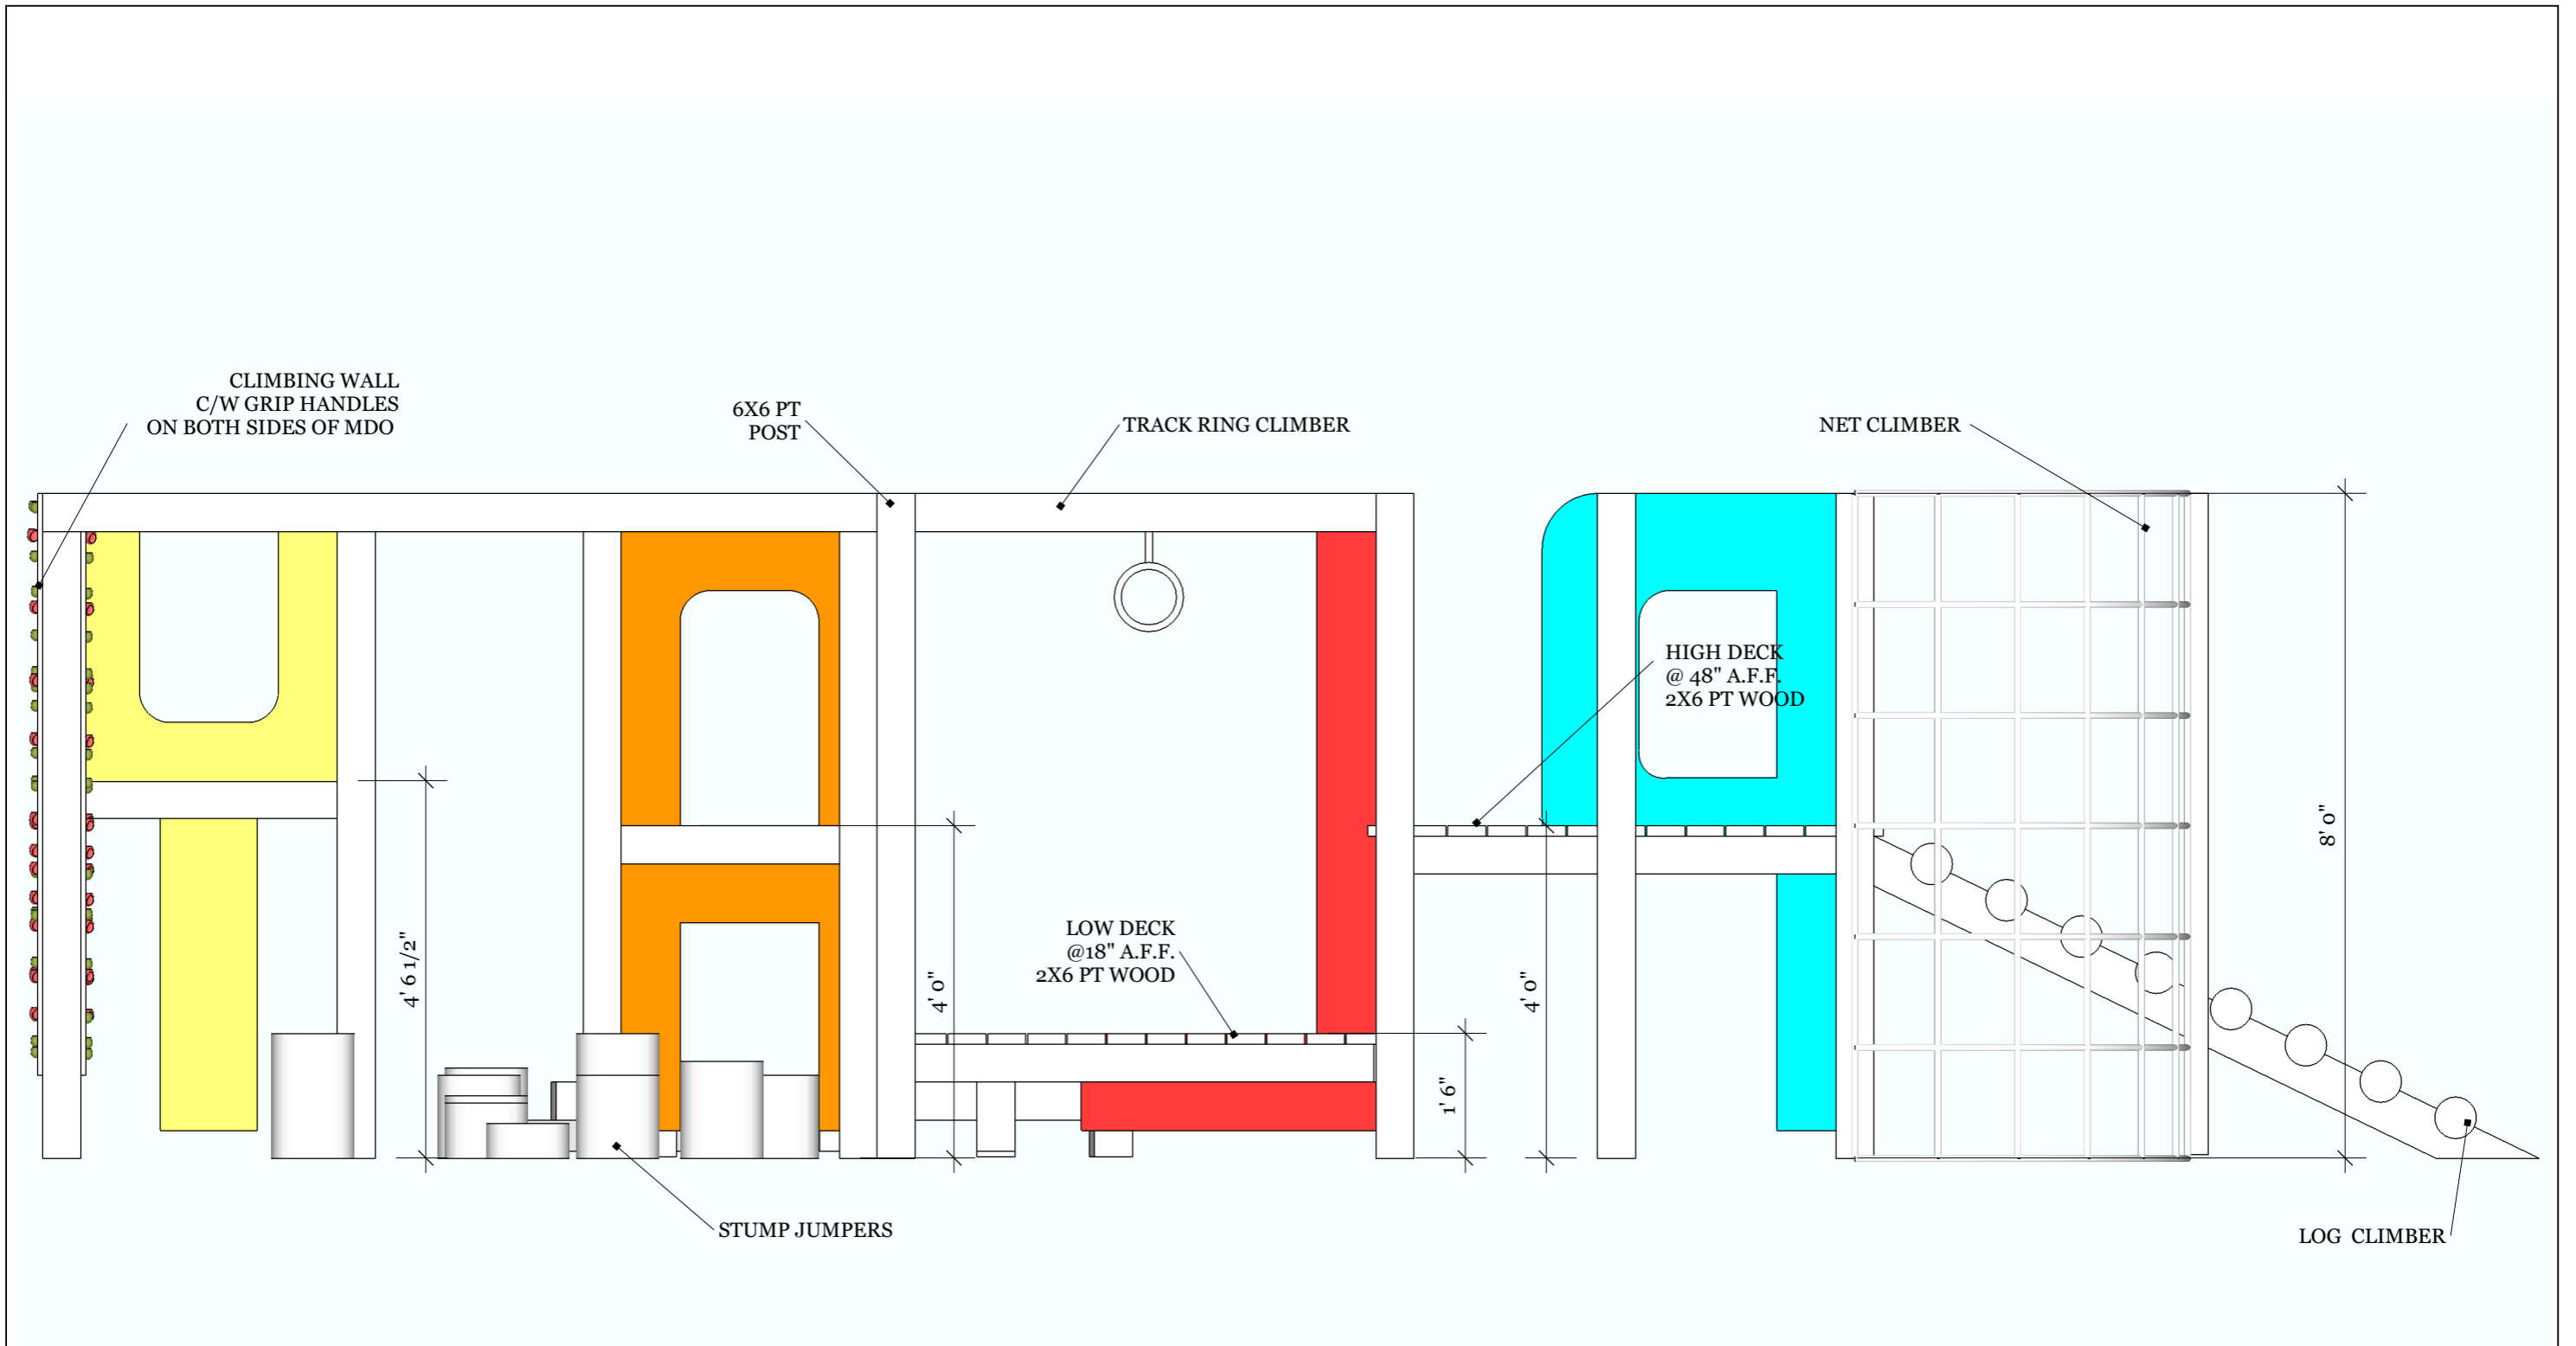 CLIMBING WALL
C/W GRIP HANDLES
ON BOTH SIDES OF MDO
6X6 PT
POST
TRACK RING CLIMBER
NET CLIMBER
HIGH DECK
@ 48" A.F.F.
2X6 PT WOOD
8' 0"
4' 6 1/2"
4' 0"
LOW DECK
@18" A.F.F.
2X6 PT WOOD
1' 6"
4' 0"
STUMP JUMPERS
LOG CLIMBER